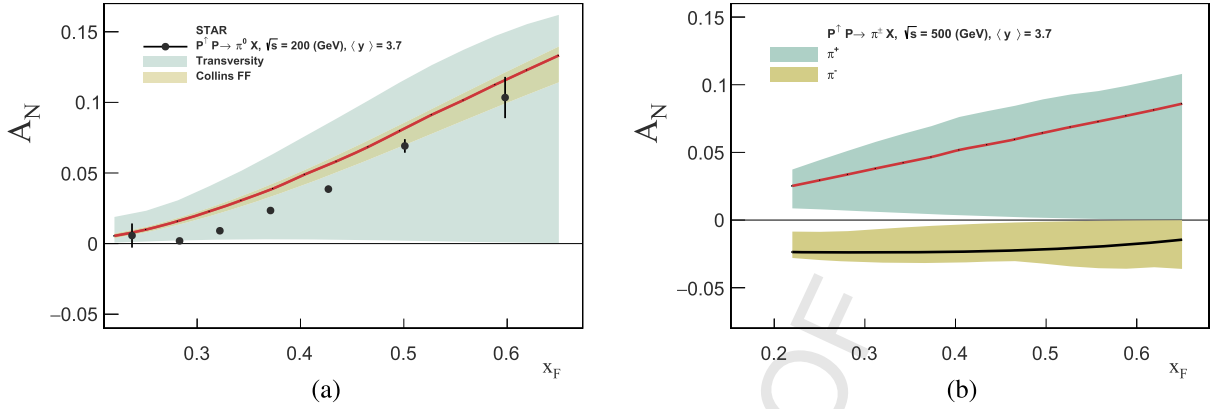 STAR
P↑ P→ π⁰ X, √s = 200 (GeV), ⟨ y ⟩ = 3.7
Transversity
Collins FF
0.15
0.1
0.05
0
−0.05
A_N
0.3 0.4 0.5 0.6
x_F
(a)
P↑ P→ π± X, √s = 500 (GeV), ⟨ y ⟩ = 3.7
π⁺
π⁻
0.15
0.1
0.05
0
−0.05
A_N
0.2 0.3 0.4 0.5 0.6
x_F
(b)
OF